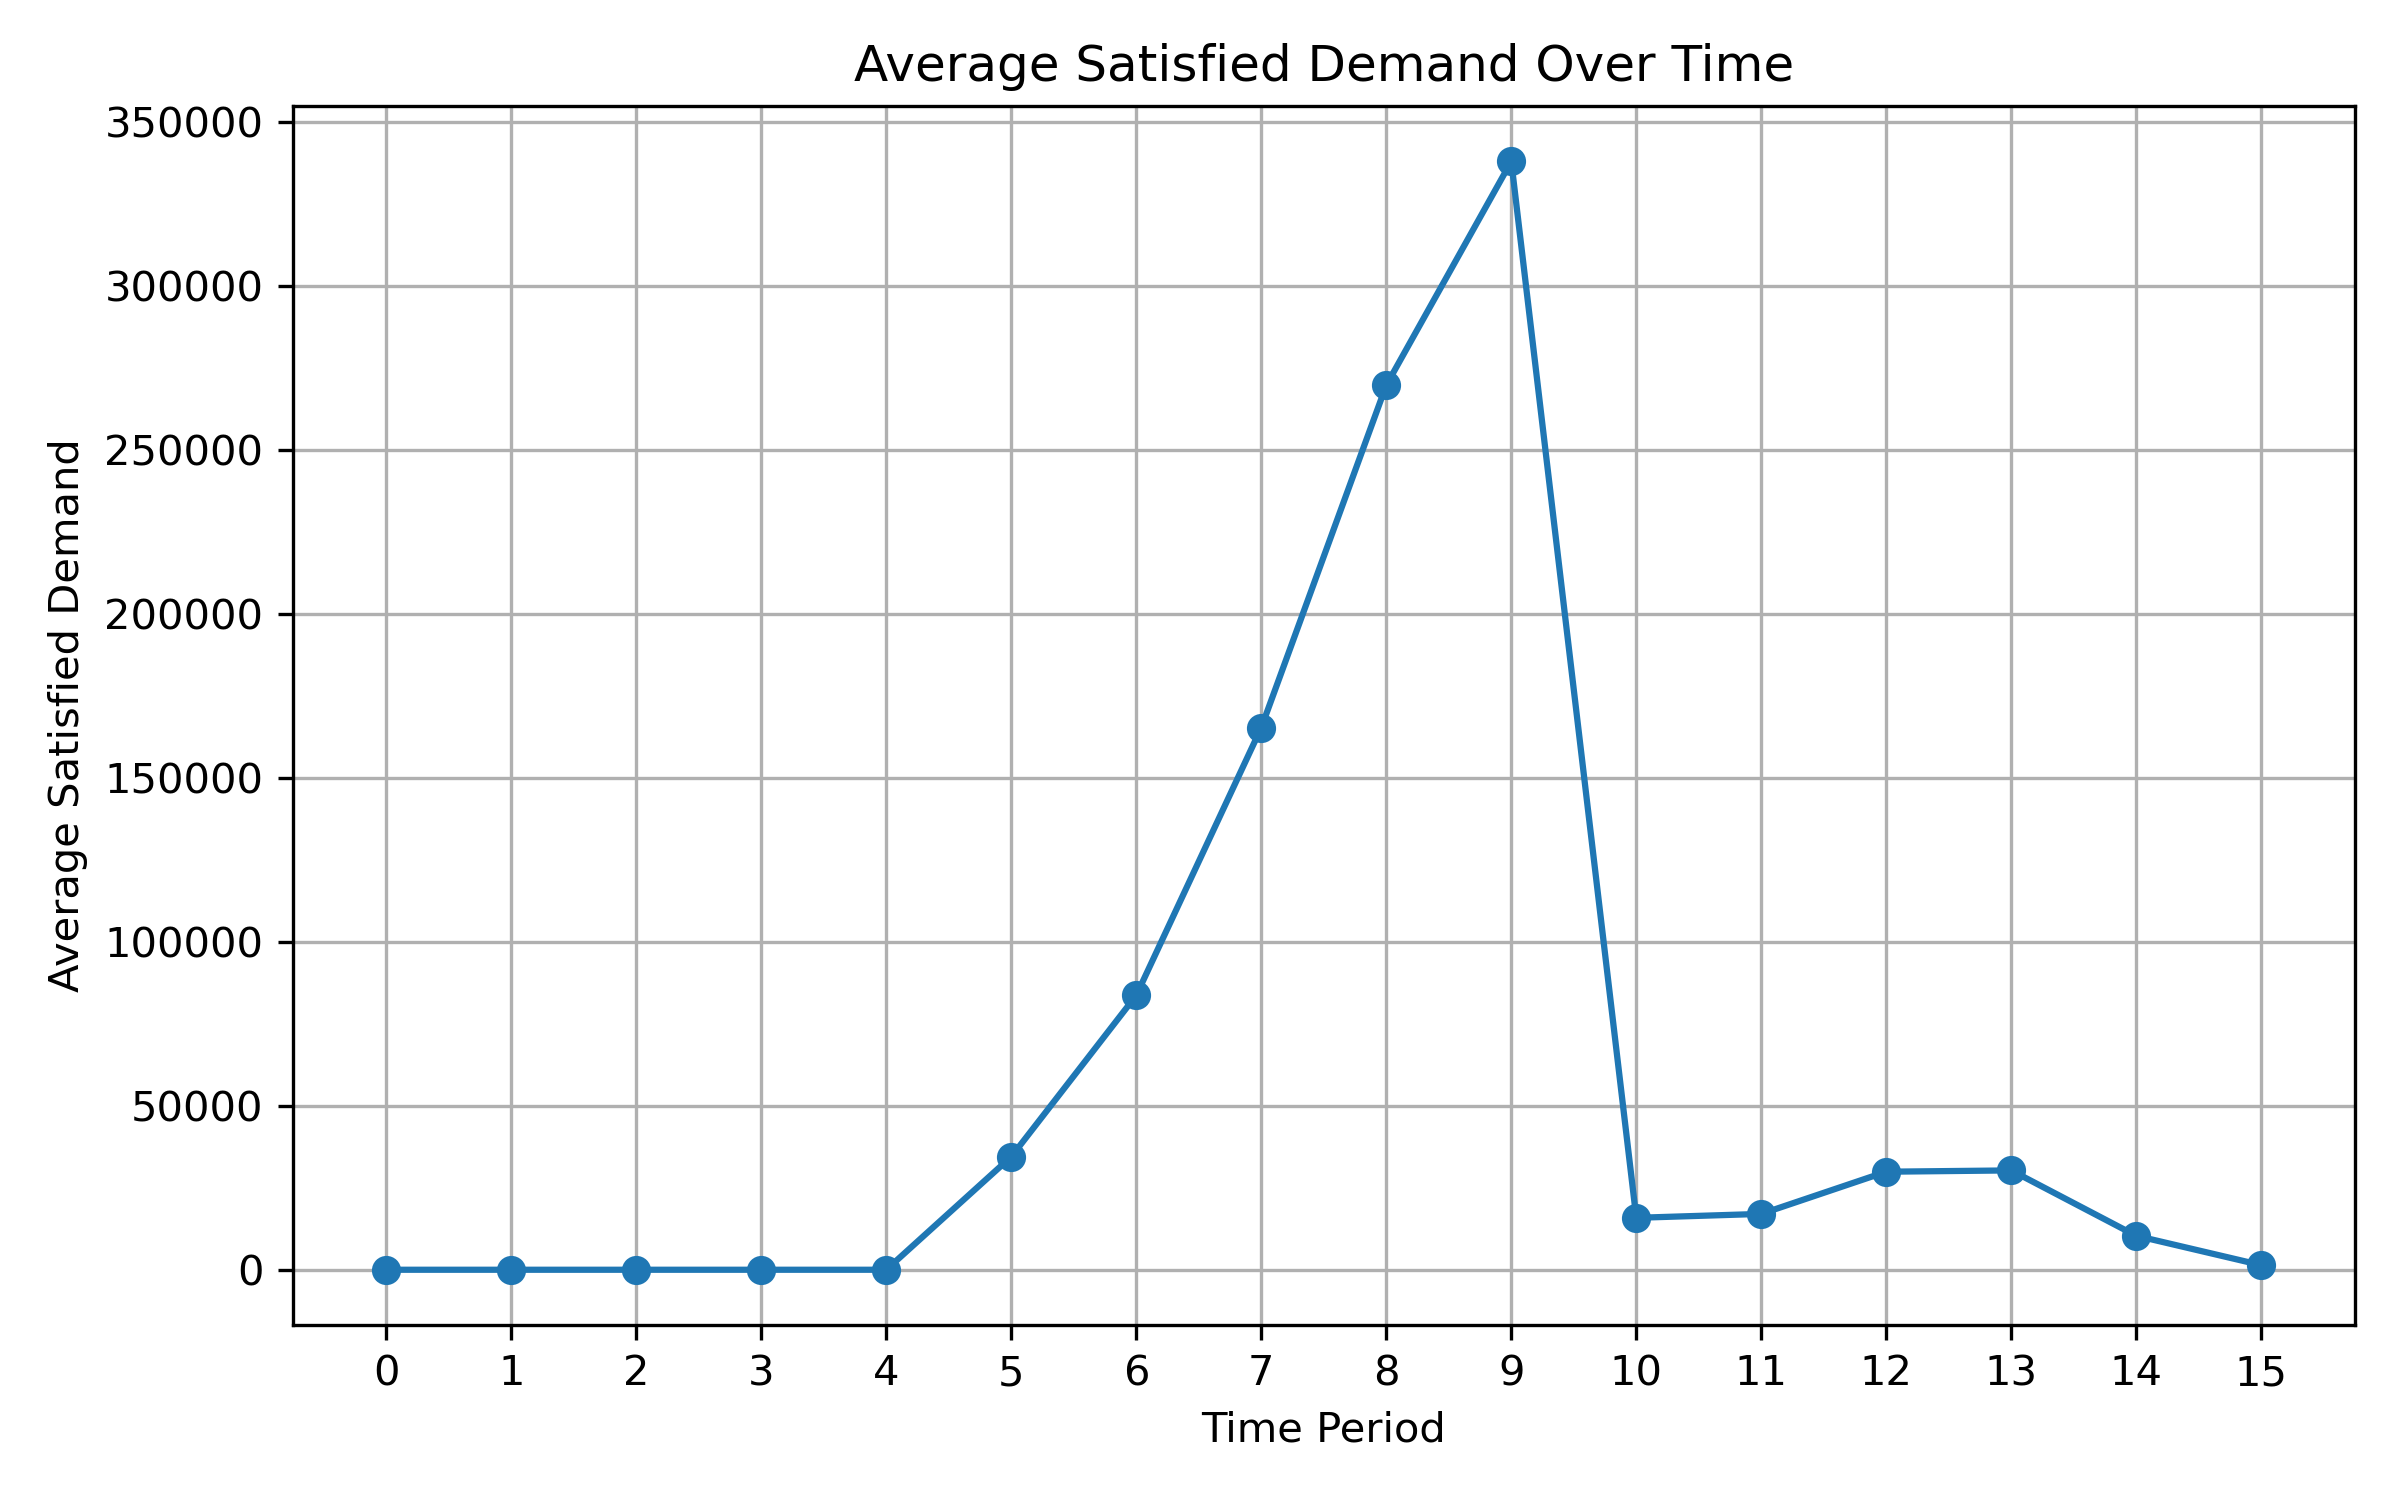 Average Satisfied Demand Over Time
350000
300000
250000
200000
150000
100000
50000
0
Average Satisfied Demand
0 1 2 3 4 5 6 7 8 9 10 11 12 13 14 15
Time Period